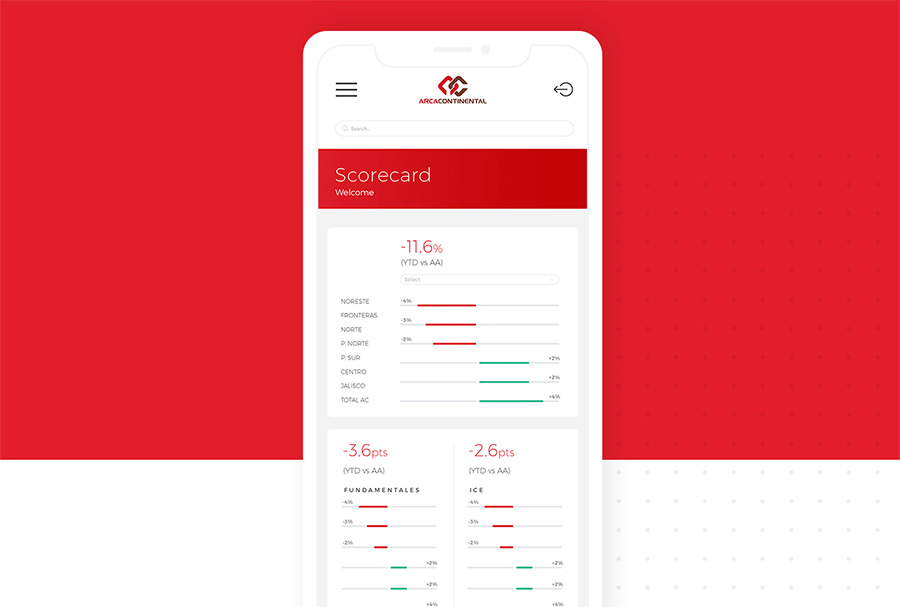 ARCACONTINENTAL
Search..
Scorecard
Welcome
-11.6%
(YTD vs AA)
Select
NORESTE
FRONTERAS
NORTE
P. NORTE
P. SUR
CENTRO
JALISCO
TOTAL AC
-4%
-3%
-2%
+2%
+2%
+4%
-3.6pts
(YTD vs AA)
FUNDAMENTALES
-4%
-3%
-2%
+2%
+2%
+4%
-2.6pts
(YTD vs AA)
ICE
-4%
-3%
-2%
+2%
+2%
+4%